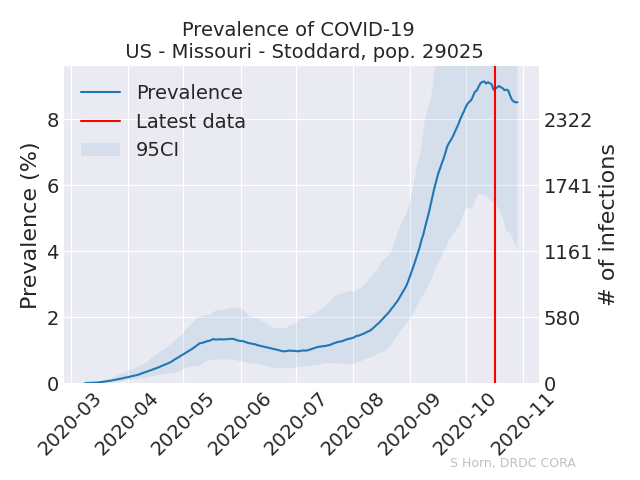 Prevalence of COVID-19
US - Missouri - Stoddard, pop. 29025
Prevalence
Latest data
95CI
Prevalence (%)
8
6
4
2
0
2322
1741
1161
580
0
# of infections
2020-03
2020-04
2020-05
2020-06
2020-07
2020-08
2020-09
2020-10
2020-11
S Horn, DRDC CORA